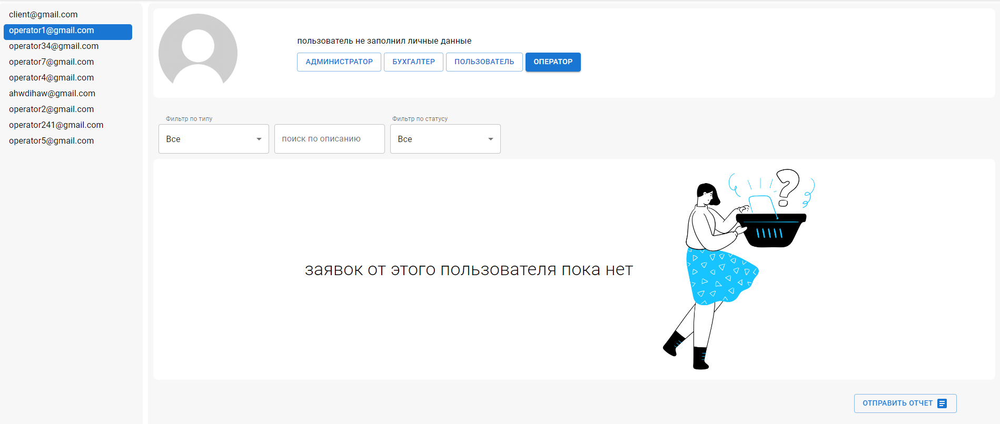 client@gmail.com
operator1@gmail.com
operator34@gmail.com
operator7@gmail.com
operator4@gmail.com
ahwdihaw@gmail.com
operator2@gmail.com
operator241@gmail.com
operator5@gmail.com
пользователь не заполнил личные данные
АДМИНИСТРАТОР БУХГАЛТЕР ПОЛЬЗОВАТЕЛЬ ОПЕРАТОР
Фильтр по типу Фильтр по статусу
Все поиск по описанию Все
?
заявок от этого пользователя пока нет
ОТПРАВИТЬ ОТЧЕТ